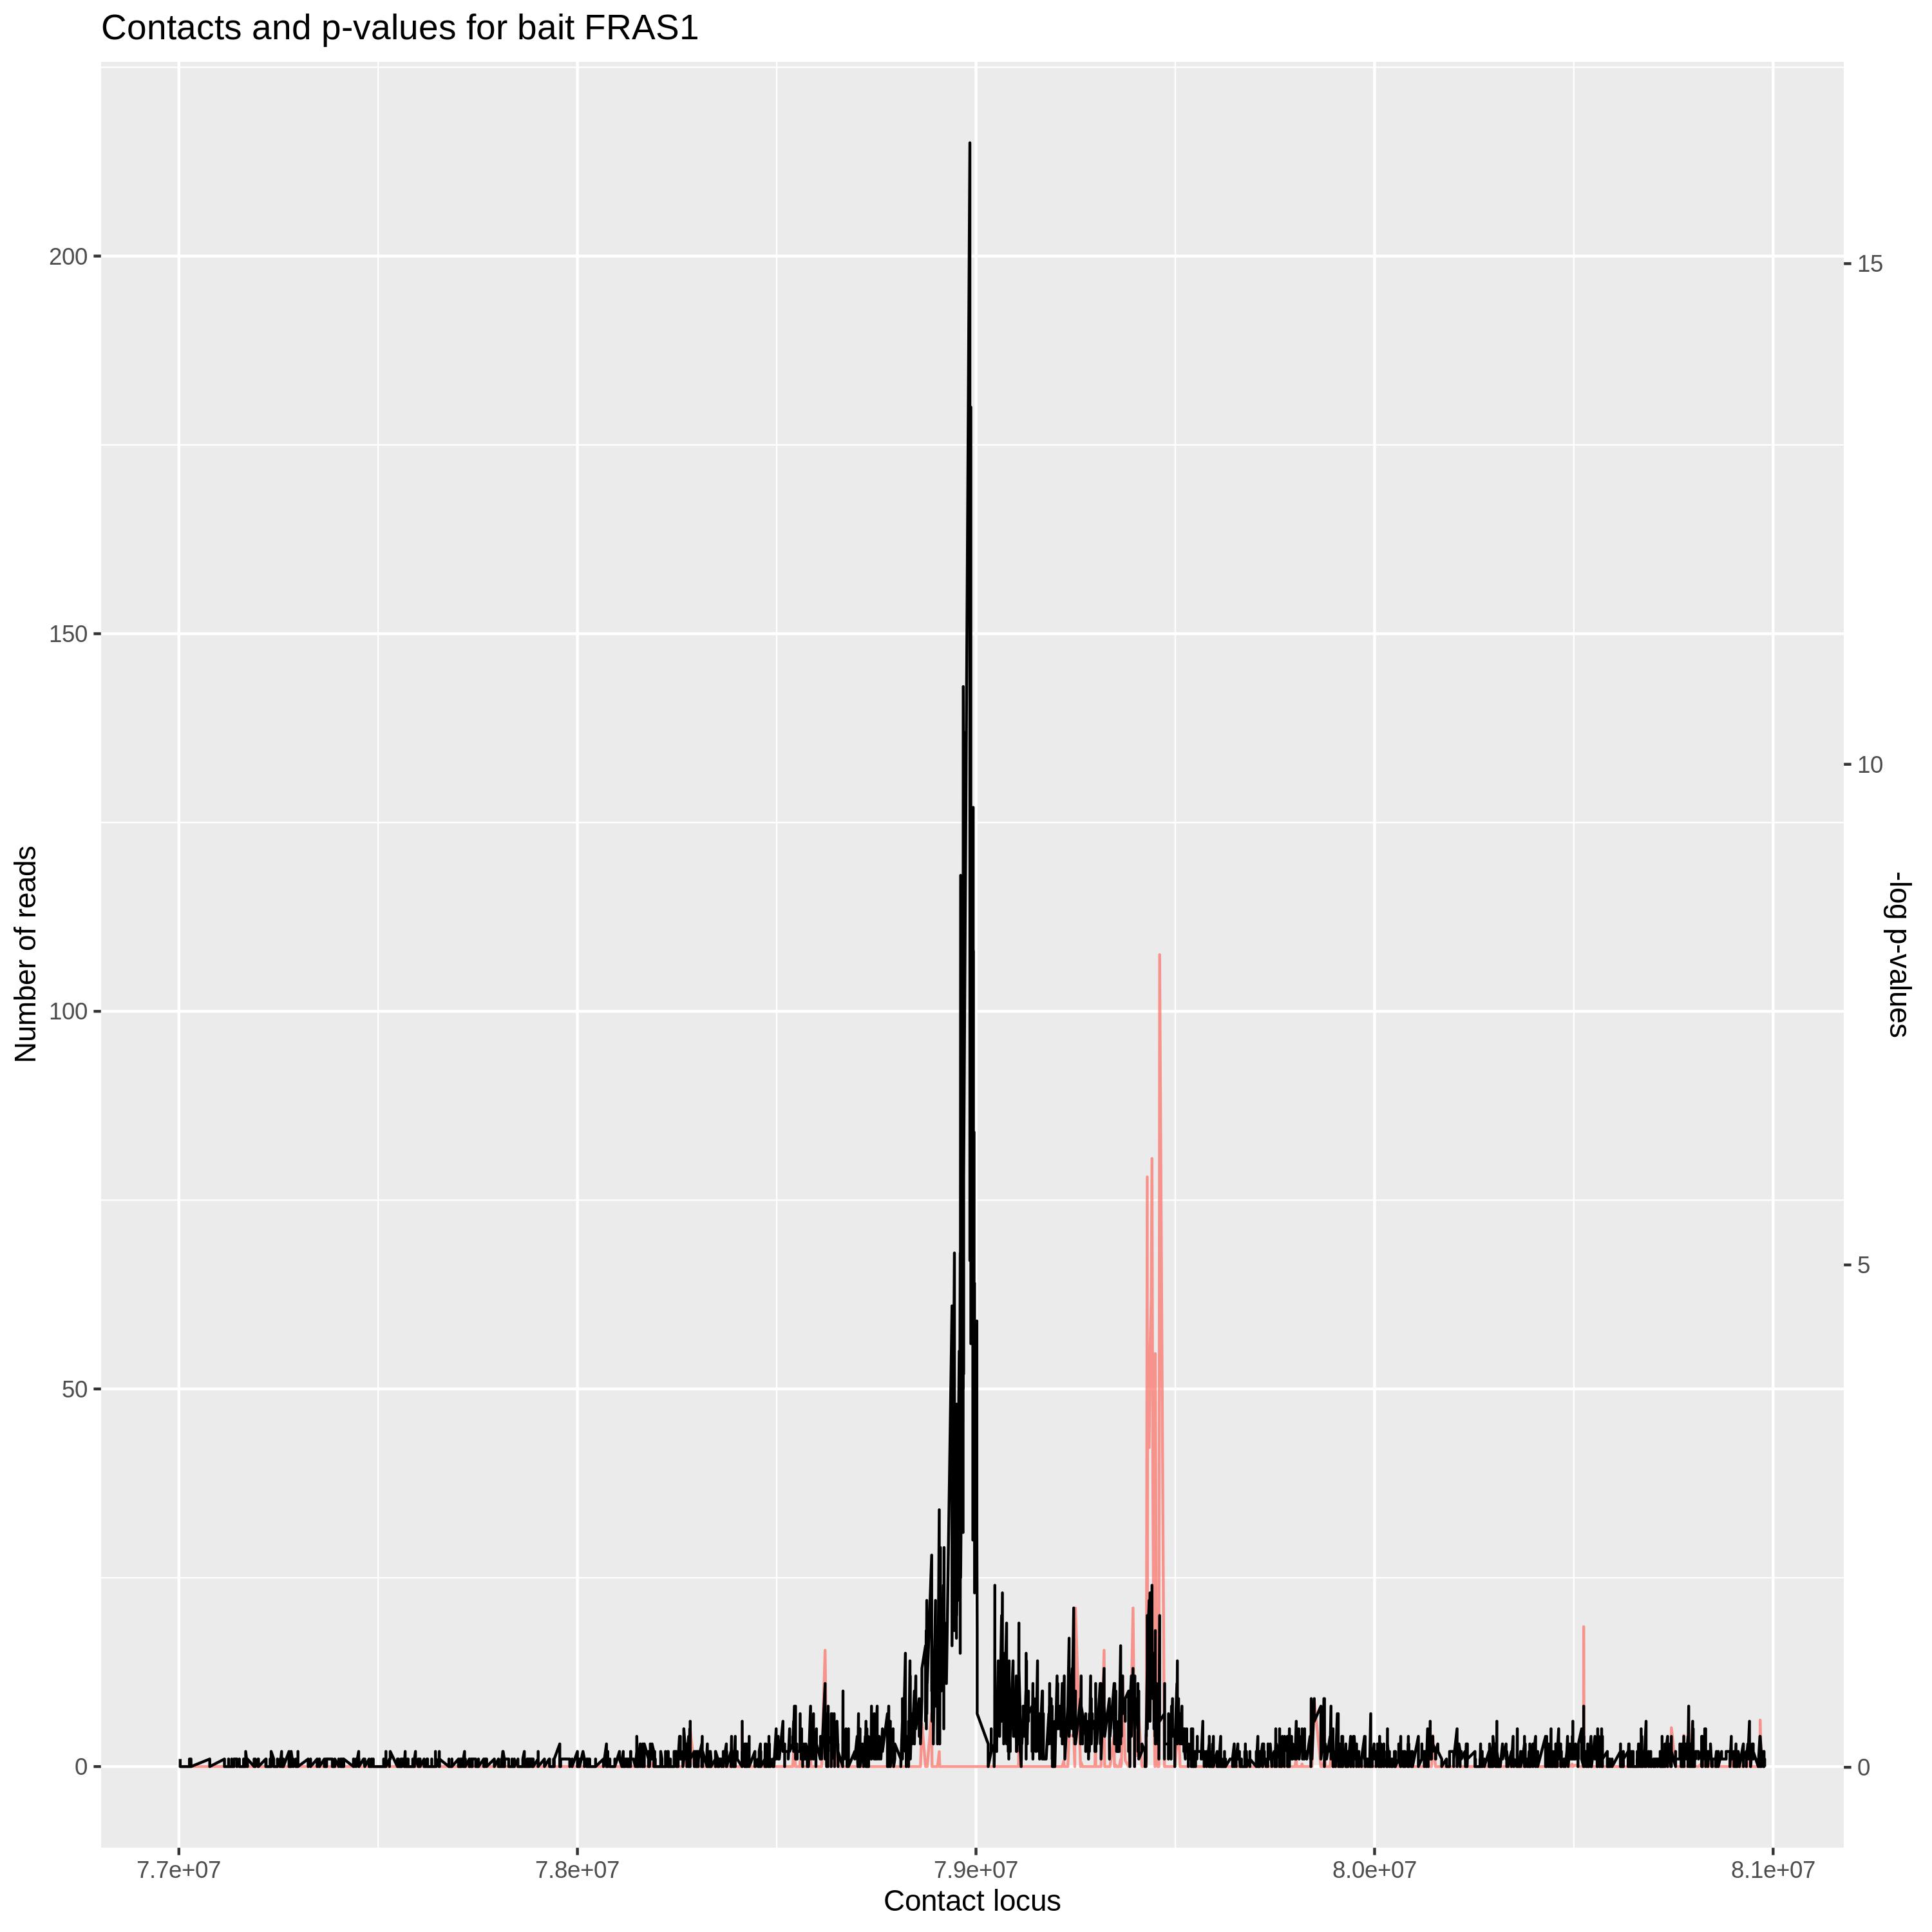 Contacts and p-values for bait FRAS1
200
150
100
50
0
Number of reads
15
10
5
0
-log p-values
7.7e+07 7.8e+07 7.9e+07 8.0e+07 8.1e+07
Contact locus